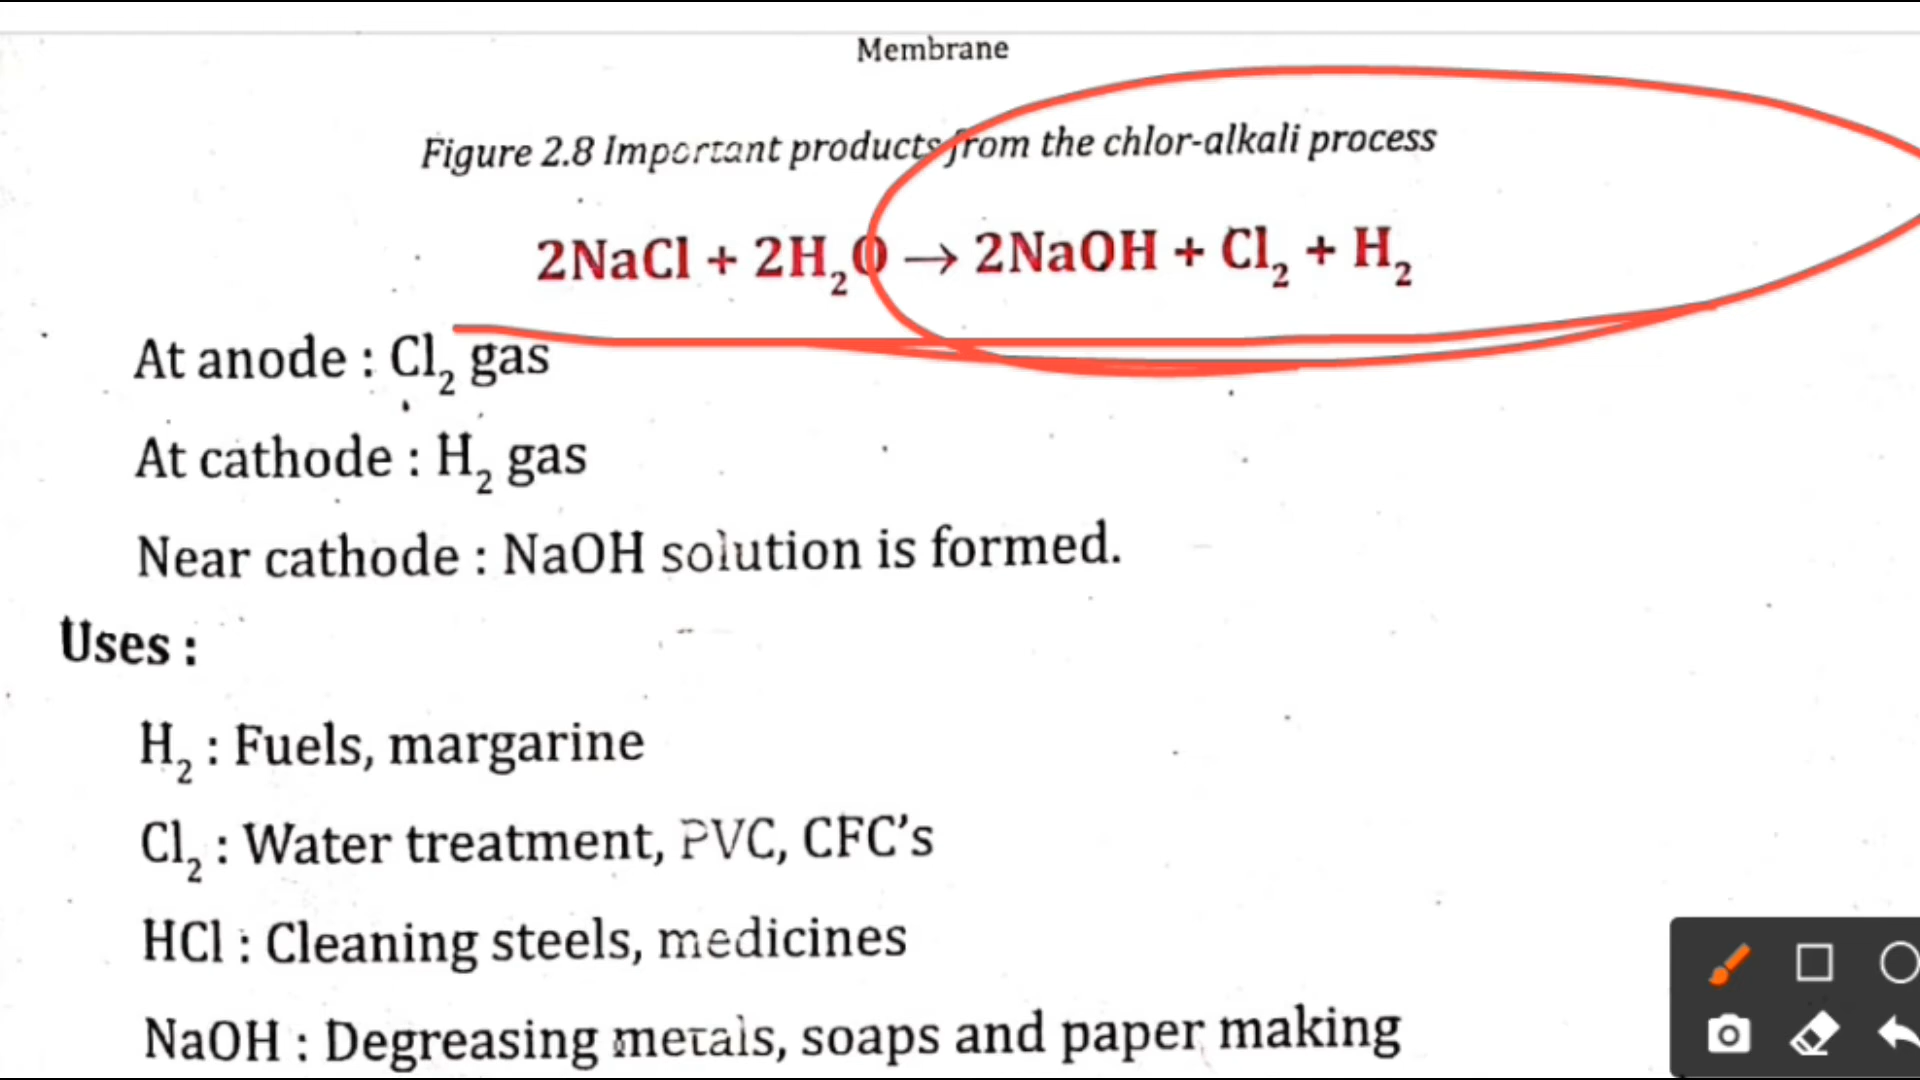 Membrane
Figure 2.8 Important products from the chlor-alkali process
2NaCl + 2H₂O → 2NaOH + Cl₂ + H₂
At anode : Cl₂ gas
At cathode : H₂ gas
Near cathode : NaOH solution is formed.
Uses :
H₂ : Fuels, margarine
Cl₂ : Water treatment, PVC, CFC's
HCl : Cleaning steels, medicines
NaOH : Degreasing metals, soaps and paper making